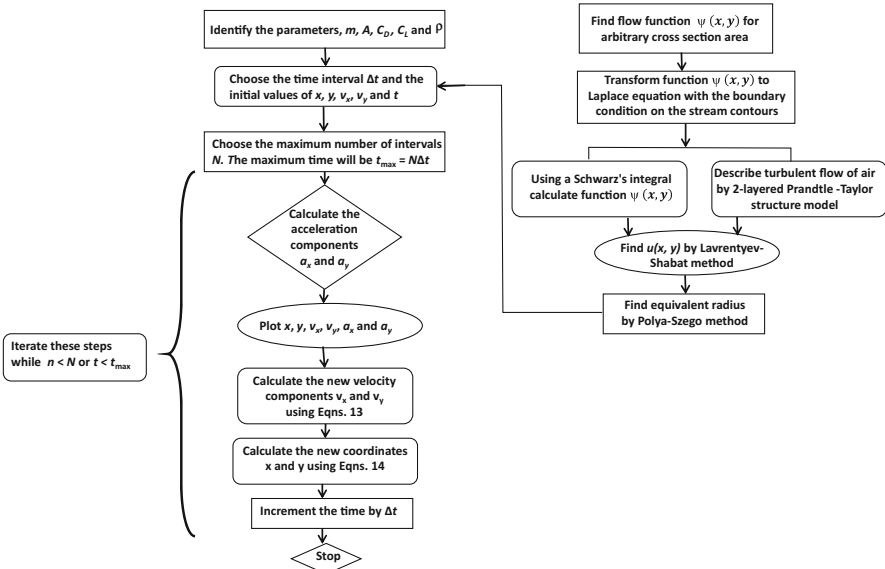 Identify the parameters, m, A, C_D, C_L and ρ
Choose the time interval Δt and the
initial values of x, y, v_x, v_y and t
Choose the maximum number of intervals
N. The maximum time will be t_max = NΔt
Calculate the
acceleration
components
a_x and a_y
Plot x, y, v_x, v_y, a_x and a_y
Calculate the new velocity
components v_x and v_y
using Eqns. 13
Calculate the new coordinates
x and y using Eqns. 14
Increment the time by Δt
Stop
Iterate these steps
while n < N or t < t_max
Find flow function ψ (x, y) for
arbitrary cross section area
Transform function ψ (x, y) to
Laplace equation with the boundary
condition on the stream contours
Using a Schwarz's integral
calculate function ψ (x, y)
Describe turbulent flow of air
by 2-layered Prandtle -Taylor
structure model
Find u(x, y) by Lavrentyev-
Shabat method
Find equivalent radius
by Polya-Szego method